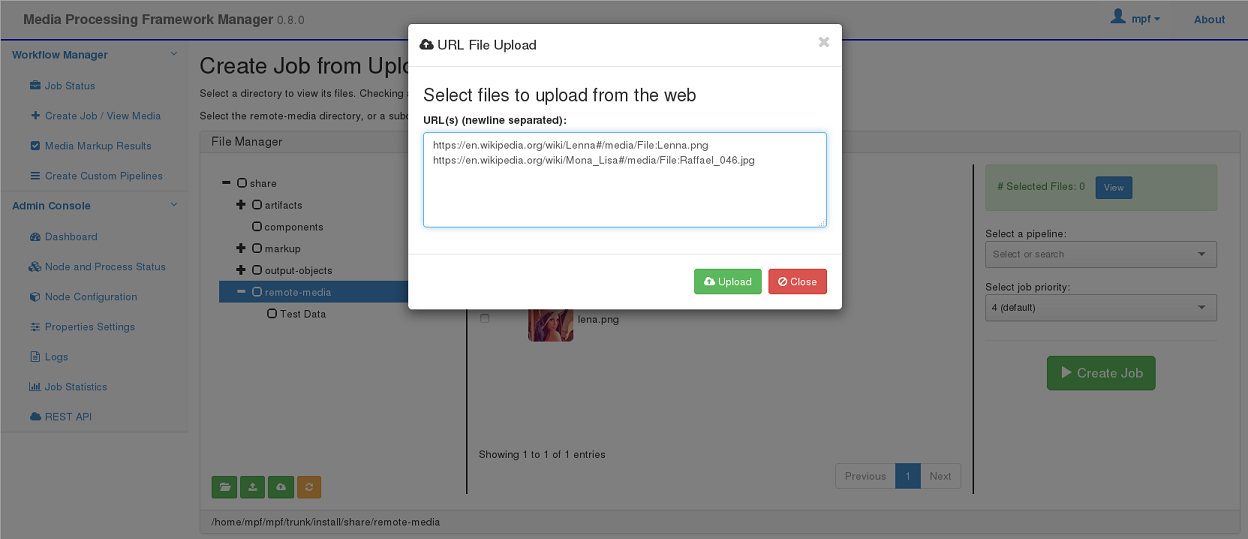 Media Processing Framework Manager 0.8.0
mpf
About
Workflow Manager
Job Status
Create Job / View Media
Media Markup Results
Create Custom Pipelines
Admin Console
Dashboard
Node and Process Status
Node Configuration
Properties Settings
Logs
Job Statistics
REST API
Create Job from Uplo
Select a directory to view its files. Checking
Select the remote-media directory, or a sub
File Manager
share
artifacts
components
markup
output-objects
remote-media
Test Data
/home/mpf/mpf/trunk/install/share/remote-media
URL File Upload
×
Select files to upload from the web
URL(s) (newline separated):
https://en.wikipedia.org/wiki/Lenna#/media/File:Lenna.png
https://en.wikipedia.org/wiki/Mona_Lisa#/media/File:Raffael_046.jpg
Upload
Close
lena.png
Showing 1 to 1 of 1 entries
Previous 1 Next
# Selected Files: 0 View
Select a pipeline:
Select or search
Select job priority:
4 (default)
Create Job